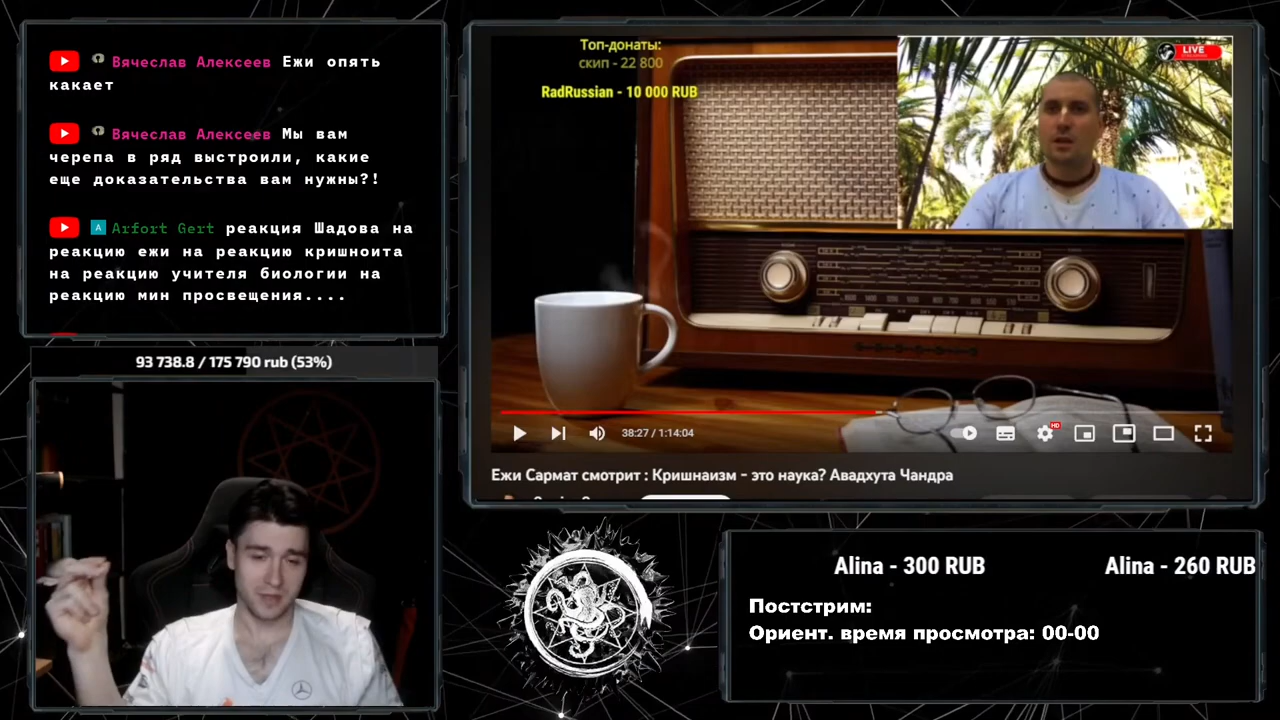 Вячеслав Алексеев Ежи опять
какает
Вячеслав Алексеев Мы вам
черепа в ряд выстроили, какие
еще доказательства вам нужны?!
A Arfort Gert реакция Шадова на
реакцию ежи на реакцию кришноита
на реакцию учителя биологии на
реакцию мин просвещения....
93 738.8 / 175 790 rub (53%)
Топ-донаты:
скип - 22 800
RadRussian - 10 000 RUB
LIVE
38:27 / 1:14:04
HD
Ежи Сармат смотрит : Кришнаизм - это наука? Авадхута Чандра
Alina - 300 RUB
Alina - 260 RUB
Постстрим:
Ориент. время просмотра: 00-00